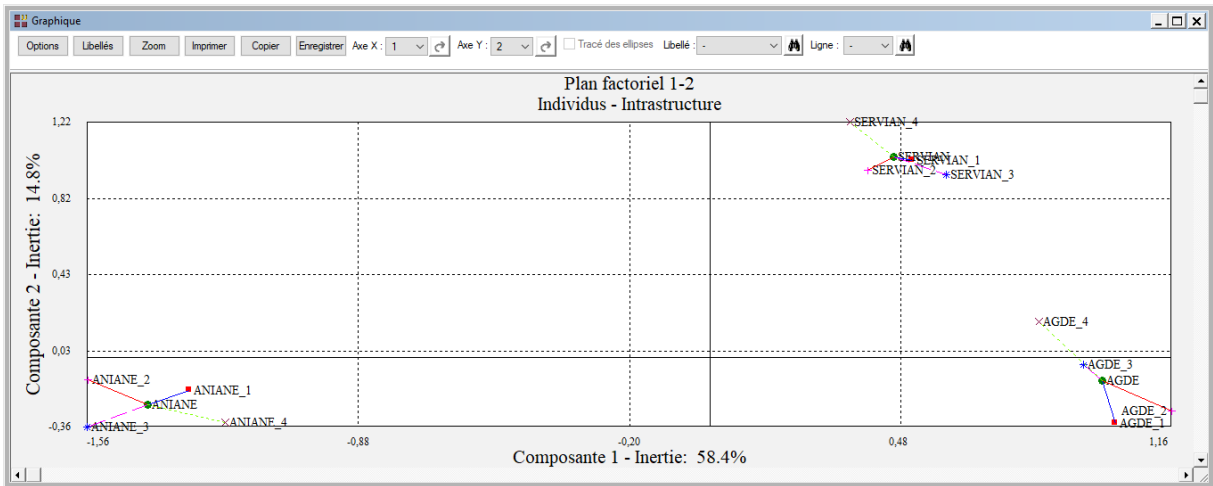 Graphique
Options Libellés Zoom Imprimer Copier Enregistrer Axe X : 1 Axe Y : 2 Tracé des ellipses Libellé : - Ligne : -
Plan factoriel 1-2
Individus - Intrastructure
1,22
SERVIAN_4
SERVIAN
SERVIAN_1
SERVIAN_2
SERVIAN_3
0,82
0,43
AGDE_4
0,03
AGDE_3
ANIANE_2
AGDE
ANIANE_1
ANIANE
AGDE_2
-0,36
ANIANE_3
ANIANE_4
AGDE_1
-1,56 -0,88 -0,20 0,48 1,16
Composante 1 - Inertie: 58.4%
Composante 2 - Inertie: 14.8%